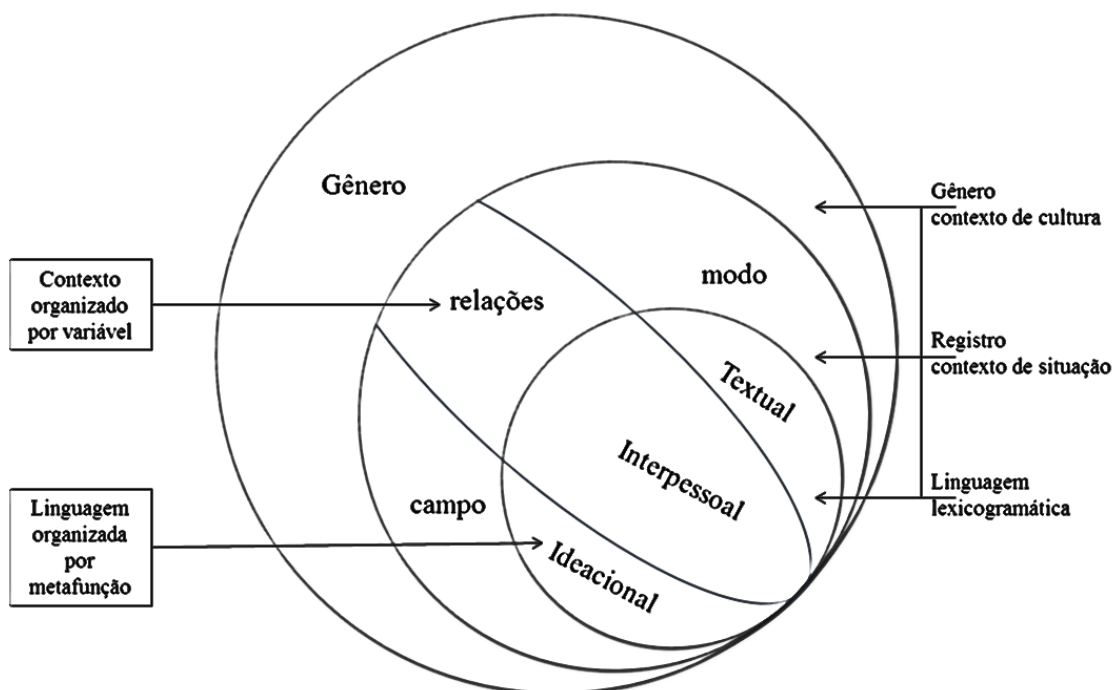 Gênero
Gênero
contexto de cultura
modo
Contexto
organizado
por variável
relações
Registro
contexto de situação
Textual
Interpessoal
Linguagem
lexicogramática
campo
Linguagem
organizada
por
metafunção
Ideacional